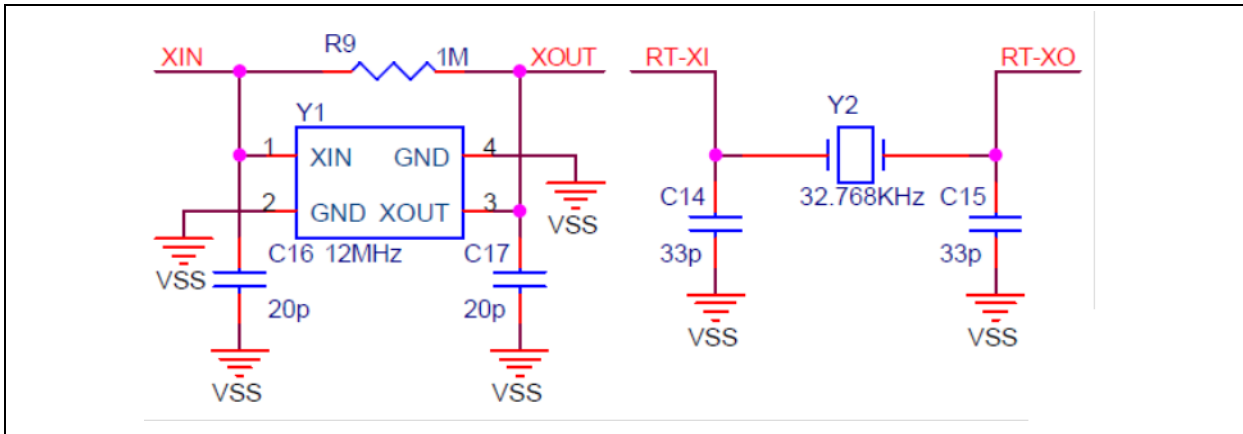 R9
XIN 1M XOUT RT-XI RT-XO
Y1 Y2
1 XIN GND 4
2 GND XOUT 3 VSS C14 32.768KHz C15
VSS C16 12MHz C17 33p 33p
20p 20p
VSS VSS
VSS VSS